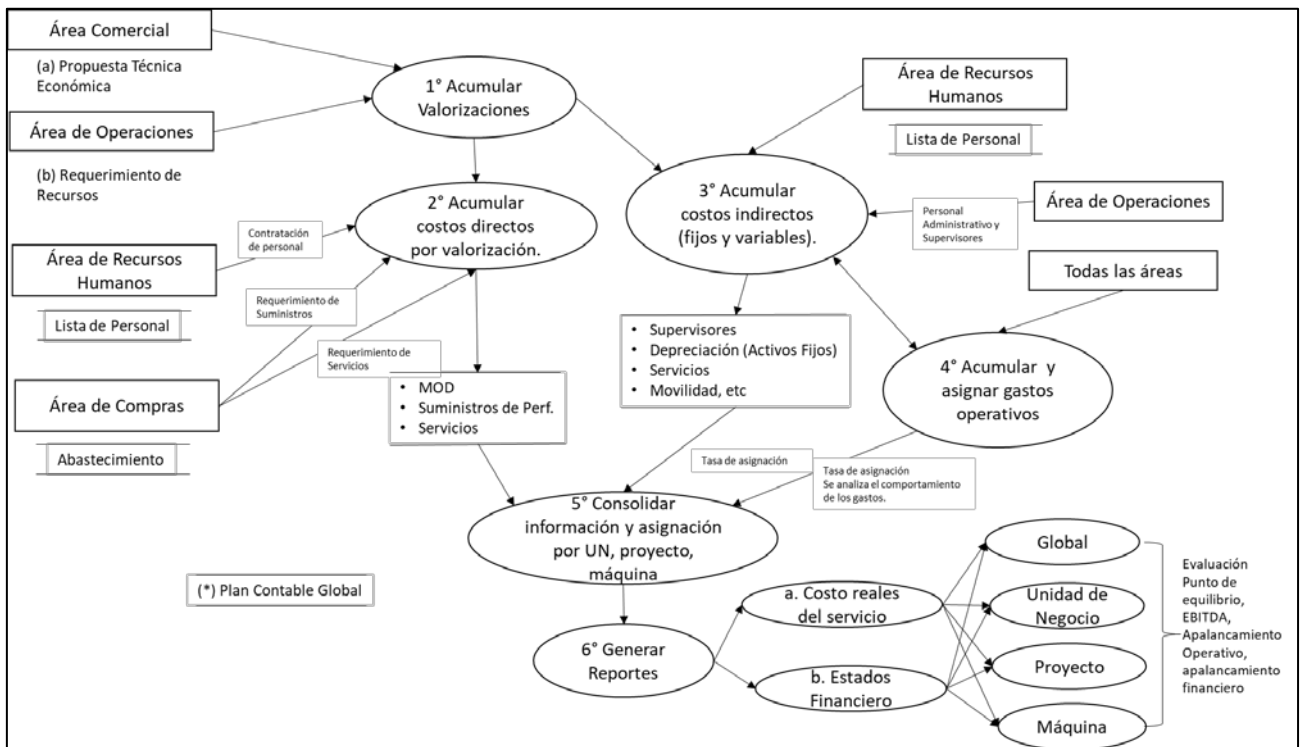 Área Comercial
(a) Propuesta Técnica
Económica
Área de Operaciones
(b) Requerimiento de
Recursos
Área de Recursos
Humanos
Lista de Personal
Área de Compras
Abastecimiento
1° Acumular
Valorizaciones
2° Acumular
costos directos
por valorización.
Contratación
de personal
Requerimiento de
Suministros
Requerimiento de
Servicios
• MOD
• Suministros de Perf.
• Servicios
Área de Recursos
Humanos
Lista de Personal
3° Acumular
costos indirectos
(fijos y variables).
Personal
Administrativo y
Supervisores
Área de Operaciones
Todas las áreas
• Supervisores
• Depreciación (Activos Fijos)
• Servicios
• Movilidad, etc
4° Acumular y
asignar gastos
operativos
Tasa de asignación
Tasa de asignación
Se analiza el comportamiento
de los gastos.
5° Consolidar
información y asignación
por UN, proyecto,
máquina
(*) Plan Contable Global
6° Generar
Reportes
a. Costo reales
del servicio
b. Estados
Financiero
Global
Unidad de
Negocio
Proyecto
Máquina
Evaluación
Punto de
equilibrio,
EBITDA,
Apalancamiento
Operativo,
apalancamiento
financiero